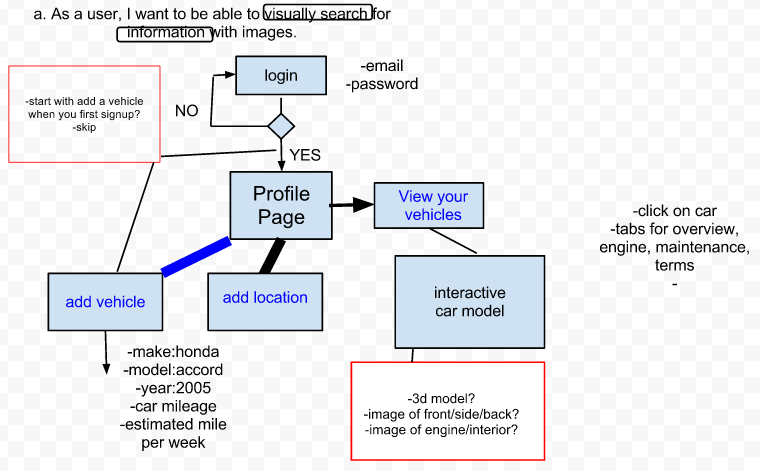 a. As a user, I want to be able to visually search for
information with images.
login
-email
-password
-start with add a vehicle
when you first signup?
-skip
NO
YES
Profile
Page
View your
vehicles
-click on car
-tabs for overview,
engine, maintenance,
terms
-
add vehicle
add location
interactive
car model
-make:honda
-model:accord
-year:2005
-car mileage
-estimated mile
per week
-3d model?
-image of front/side/back?
-image of engine/interior?